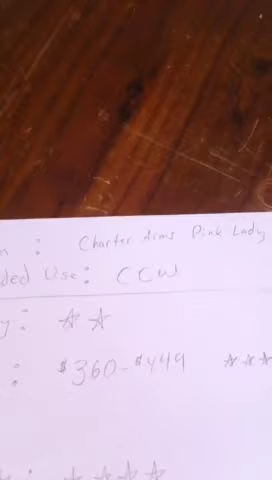 n : Charter Arms Pink Lady
ded Use: CCW
y: ☆ ☆
: $360-$449 ☆☆☆
: ☆ ☆ ☆ ☆